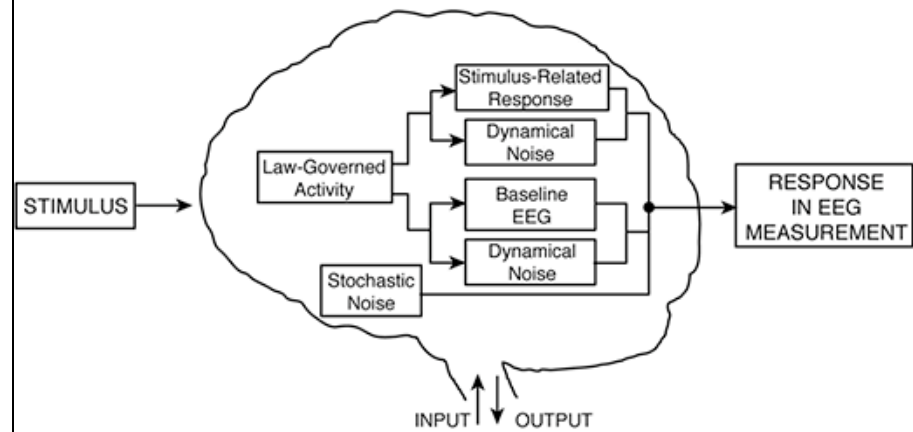 Stimulus-Related
Response
Dynamical
Noise
Law-Governed
Activity
STIMULUS
Baseline
EEG
RESPONSE
IN EEG
MEASUREMENT
Dynamical
Noise
Stochastic
Noise
INPUT
OUTPUT